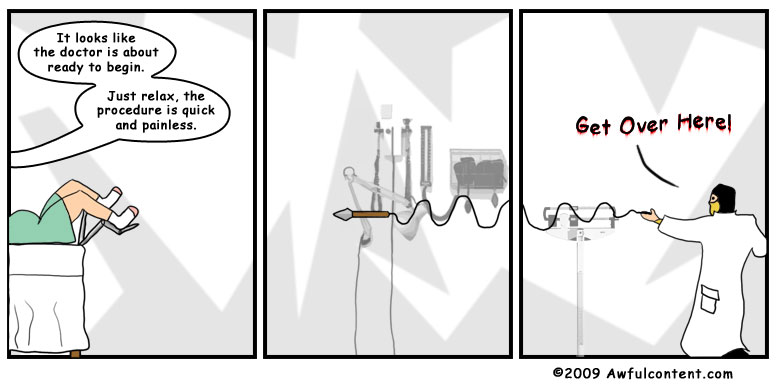 It looks like
the doctor is about
ready to begin.
Just relax, the
procedure is quick
and painless.
Get Over Here!
©2009 Awfulcontent.com